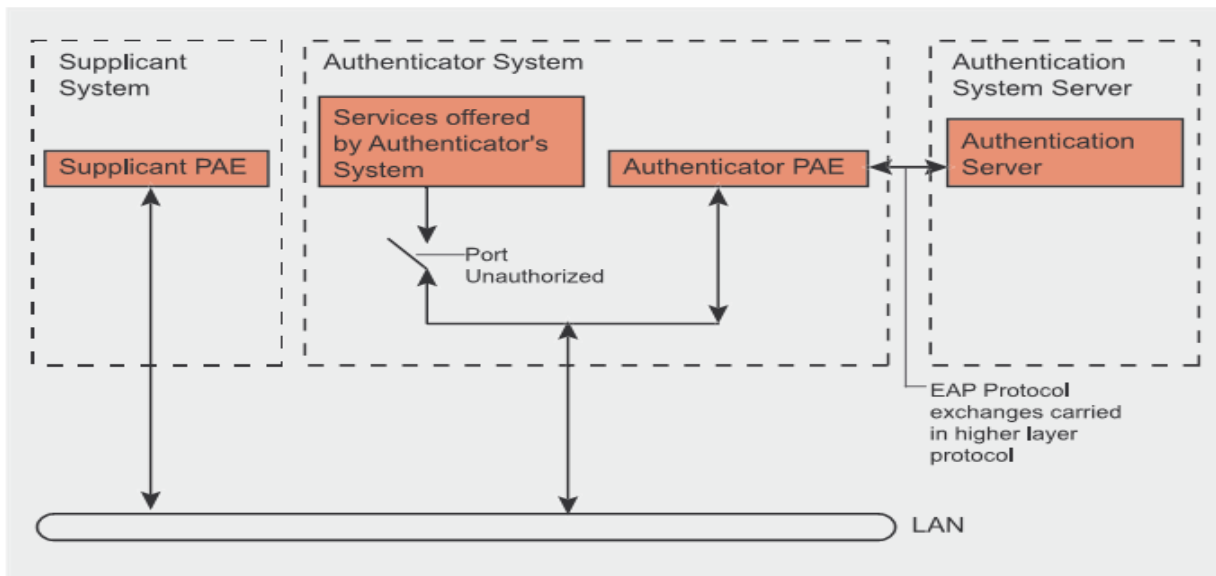 Supplicant
System
Supplicant PAE
Authenticator System
Services offered
by Authenticator's
System
Authenticator PAE
Port
Unauthorized
Authentication
System Server
Authentication
Server
EAP Protocol
exchanges carried
in higher layer
protocol
LAN